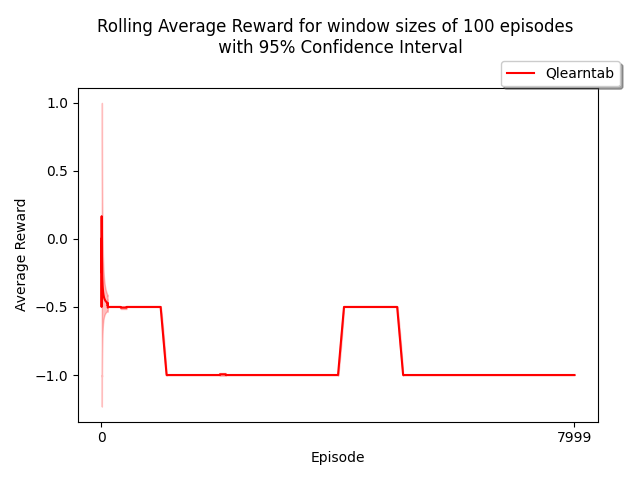 Rolling Average Reward for window sizes of 100 episodes
with 95% Confidence Interval
Qlearntab
1.0
0.5
0.0
−0.5
−1.0
Average Reward
0
7999
Episode